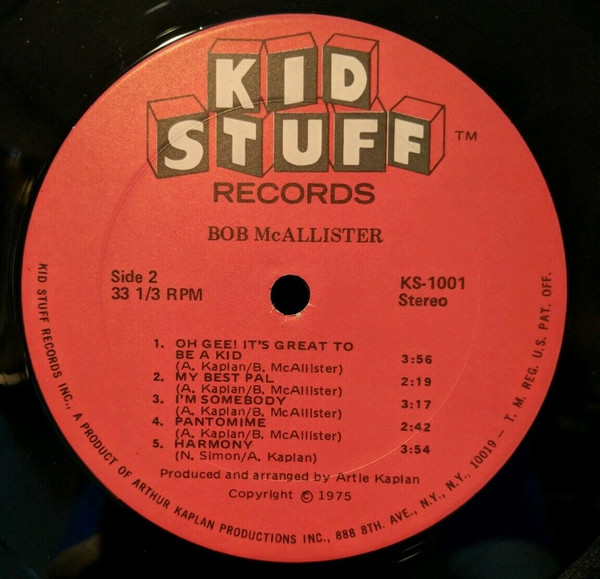 KID
STUFF™
RECORDS
BOB McALLISTER
Side 2
33 1/3 RPM
KS-1001
Stereo
1. OH GEE! IT'S GREAT TO
BE A KID 3:56
(A. Kaplan/B. McAllister)
2. MY BEST PAL 2:19
(A. Kaplan/B. McAllister)
3. I'M SOMEBODY 3:17
(A. Kaplan/B. McAllister)
4. PANTOMIME 2:42
(A. Kaplan/B. McAllister)
5. HARMONY 3:54
(N. Simon/A. Kaplan)
Produced and arranged by Artie Kaplan
Copyright © 1975
KID STUFF RECORDS INC., A PRODUCT OF ARTHUR KAPLAN PRODUCTIONS INC., 888 8TH. AVE., N.Y., N.Y., 10019 – T. M. REG. U.S. PAT. OFF.